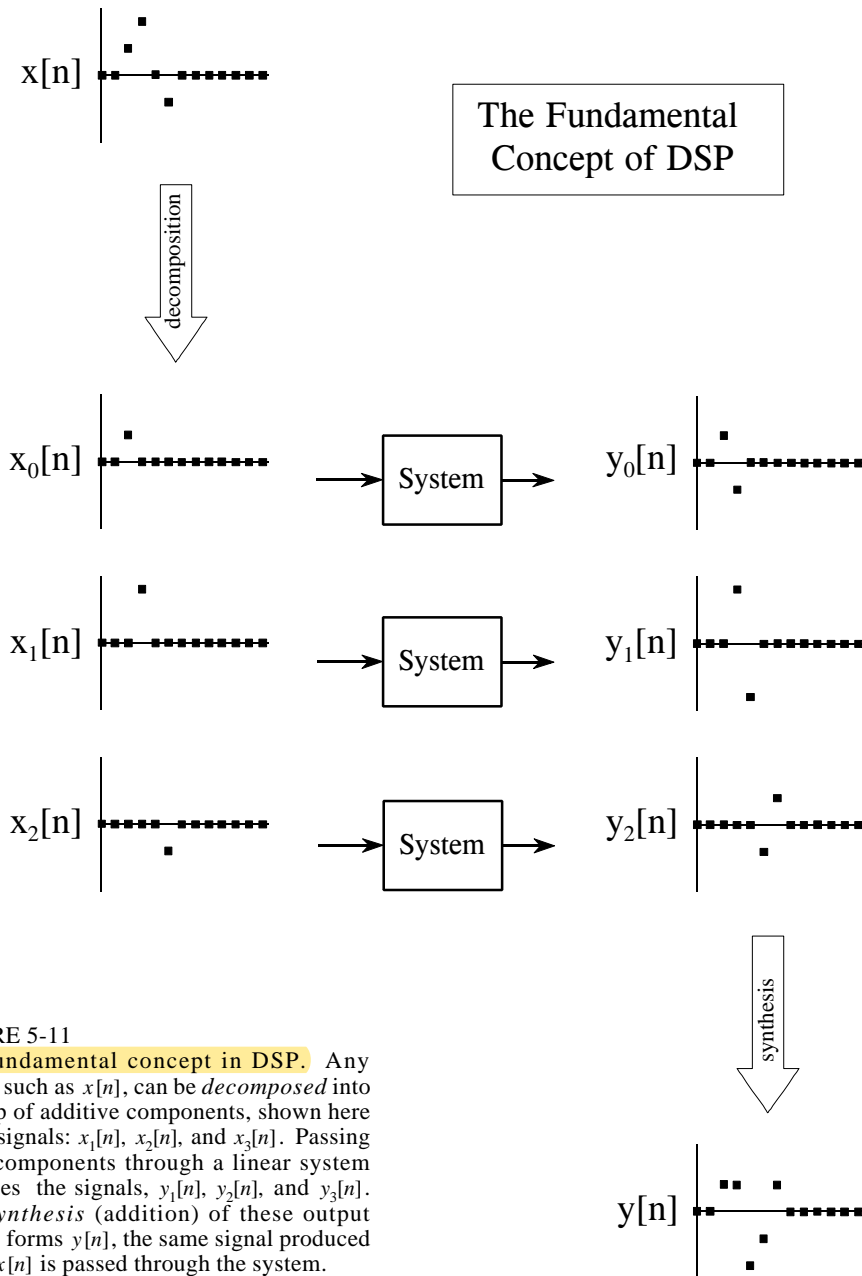 x[n]
The Fundamental
Concept of DSP
decomposition
x₀[n]
System
y₀[n]
x₁[n]
System
y₁[n]
x₂[n]
System
y₂[n]
synthesis
RE 5-11
undamental concept in DSP. Any
such as x[n], can be decomposed into
p of additive components, shown here
signals: x₁[n], x₂[n], and x₃[n]. Passing
components through a linear system
es the signals, y₁[n], y₂[n], and y₃[n].
ynthesis (addition) of these output
forms y[n], the same signal produced
x[n] is passed through the system.
y[n]